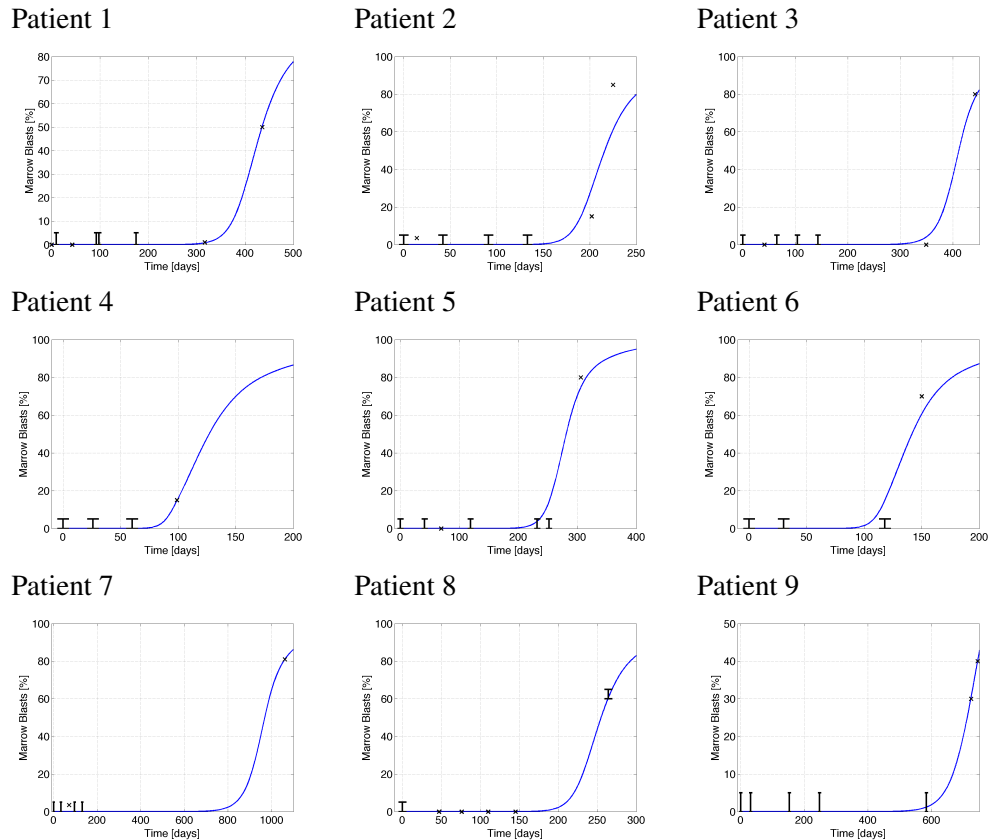 Patient 1
Patient 2
Patient 3
80
70
60
50
40
30
20
10
0
Marrow Blasts [%]
0 100 200 300 400 500
Time [days]
100
80
60
40
20
0
Marrow Blasts [%]
0 50 100 150 200 250
Time [days]
100
80
60
40
20
0
Marrow Blasts [%]
0 100 200 300 400
Time [days]
Patient 4
Patient 5
Patient 6
100
80
60
40
20
0
Marrow Blasts [%]
0 50 100 150 200
Time [days]
100
80
60
40
20
0
Marrow Blasts [%]
0 100 200 300 400
Time [days]
100
80
60
40
20
0
Marrow Blasts [%]
0 50 100 150 200
Time [days]
Patient 7
Patient 8
Patient 9
100
80
60
40
20
0
Marrow Blasts [%]
0 200 400 600 800 1000
Time [days]
100
80
60
40
20
0
Marrow Blasts [%]
0 50 100 150 200 250 300
Time [days]
50
40
30
20
10
0
Marrow Blasts [%]
0 200 400 600
Time [days]